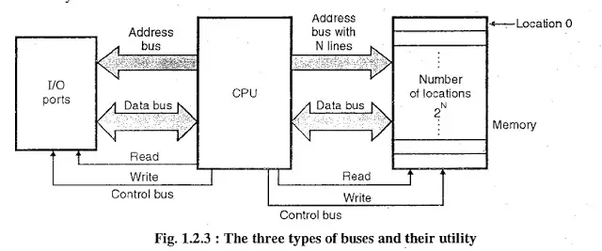 Address
bus
Address
bus with
N lines
Location 0
I/O
ports
CPU
Number
of locations
2^N
Data bus
Data bus
Memory
Read
Write
Control bus
Read
Write
Control bus
Fig. 1.2.3 : The three types of buses and their utility